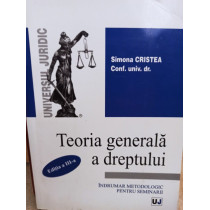 UNIVERSUL JURIDIC
Simona CRISTEA
Conf. univ. dr.
Teoria generală
a dreptului
Ediția a III-a
ÎNDRUMAR METODOLOGIC
PENTRU SEMINARII
UJ